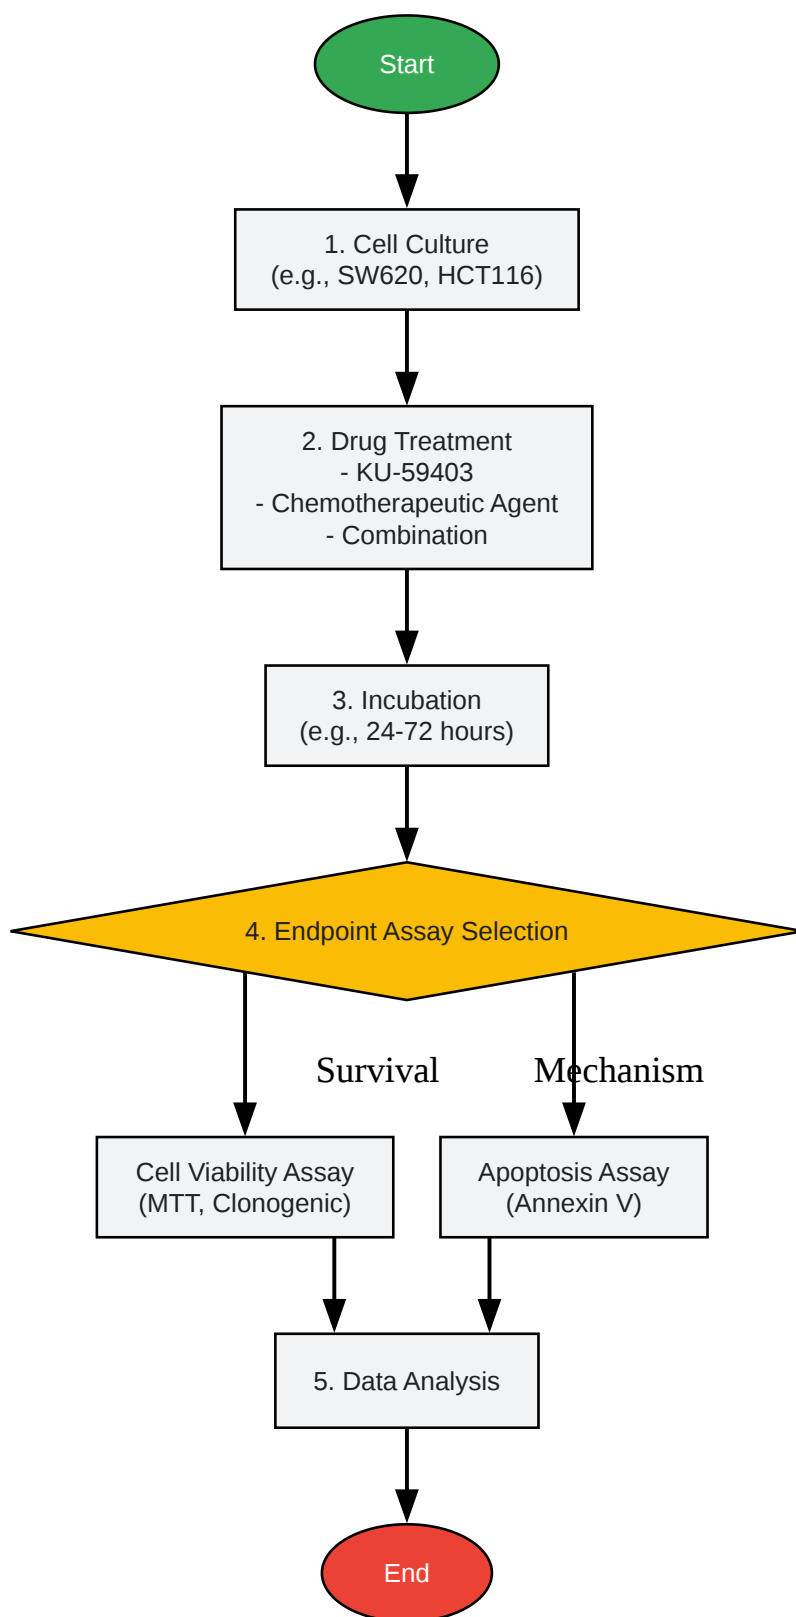 Start
1. Cell Culture
(e.g., SW620, HCT116)
2. Drug Treatment
- KU-59403
- Chemotherapeutic Agent
- Combination
3. Incubation
(e.g., 24-72 hours)
4. Endpoint Assay Selection
Survival
Mechanism
Cell Viability Assay
(MTT, Clonogenic)
Apoptosis Assay
(Annexin V)
5. Data Analysis
End